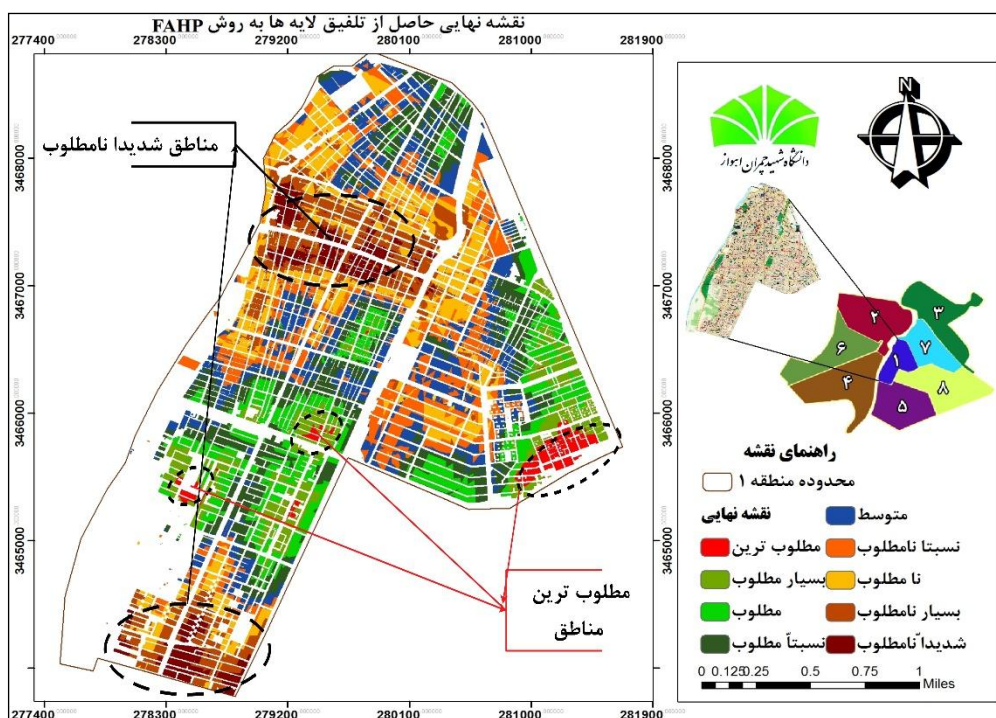 نقشه نهایی حاصل از تلفیق لایه ها به روش FAHP
277400 278300 279200 280100 281000 281900
3468000
3467000
3466000
3465000
3468000
3467000
3466000
3465000
مناطق شدیدا نامطلوب
مطلوب ترین
مناطق
277400 278300 279200 280100 281000 281900
دانشگاه شهید چمران اهواز
N
۲
۳
۶
۱
۷
۴
۸
۵
راهنمای نقشه
محدوده منطقه ۱
نقشه نهایی
مطلوب ترین
بسیار مطلوب
مطلوب
نسبتاً مطلوب
متوسط
نسبتا نامطلوب
نا مطلوب
بسیار نامطلوب
شدیداً نامطلوب
0 0.125 0.25 0.5 0.75 1
Miles